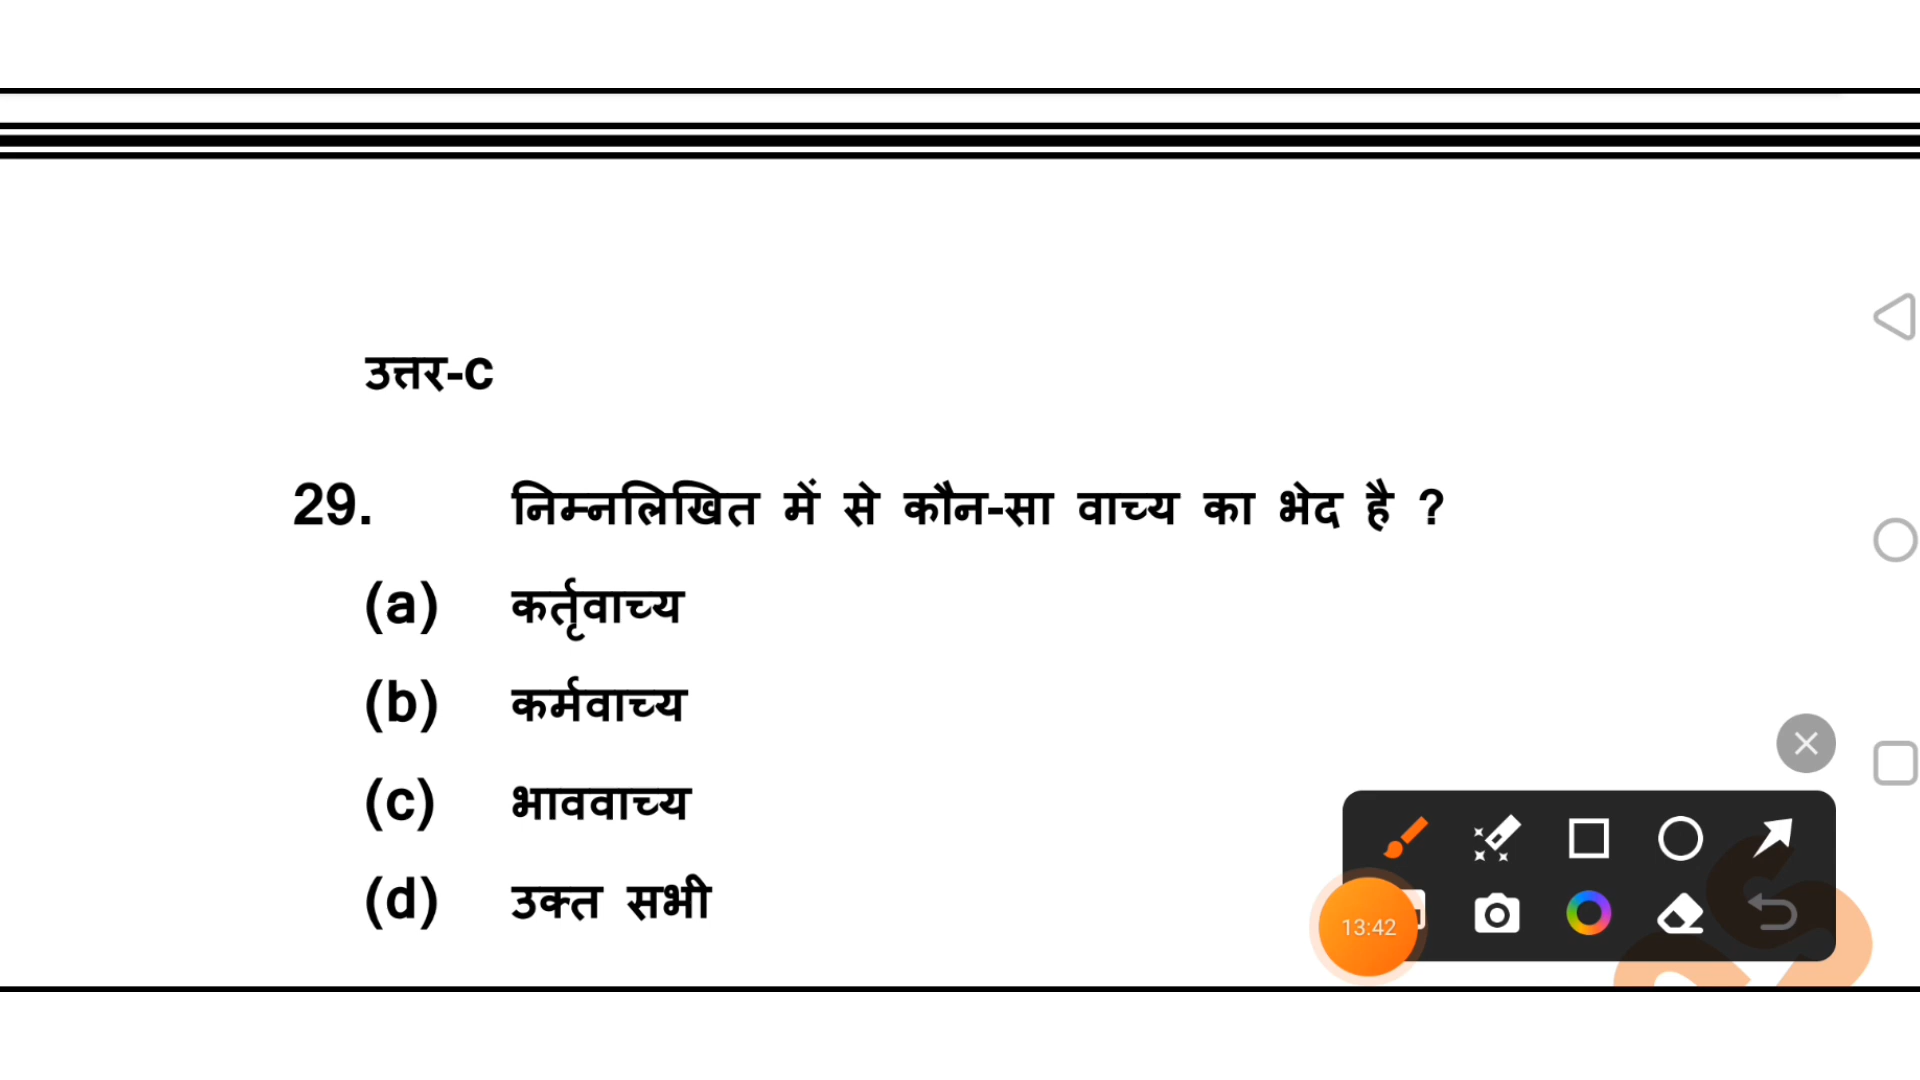 उत्तर-C
29. निम्नलिखित में से कौन-सा वाच्य का भेद है ?
(a) कर्तृवाच्य
(b) कर्मवाच्य
(c) भाववाच्य
(d) उक्त सभी
13:42